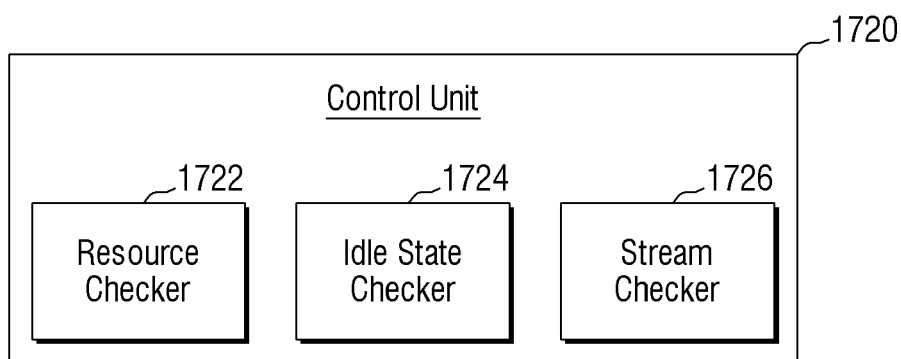 1720
Control Unit
1722
1724
1726
Resource
Checker
Idle State
Checker
Stream
Checker